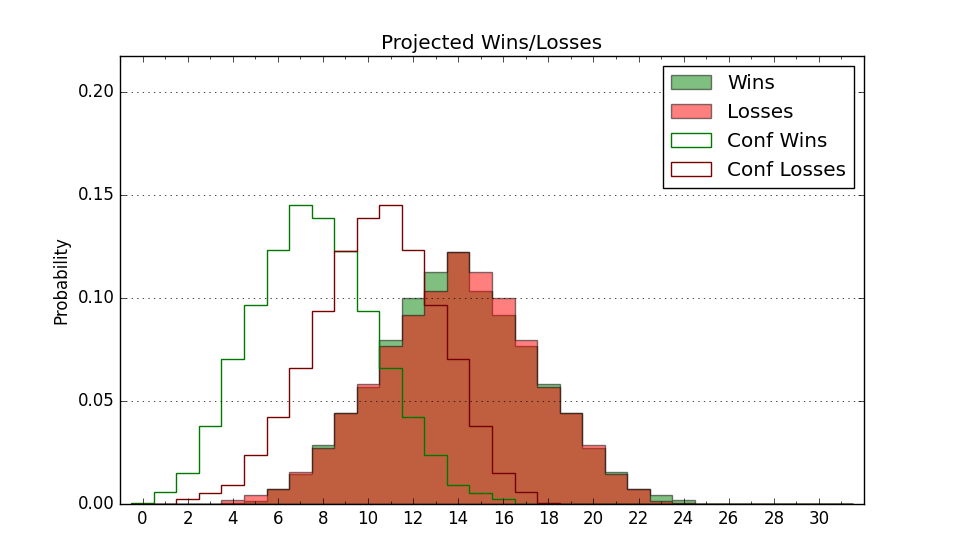 Projected Wins/Losses
Wins
Losses
Conf Wins
Conf Losses
Probability
0.20
0.15
0.10
0.05
0.00
0 2 4 6 8 10 12 14 16 18 20 22 24 26 28 30